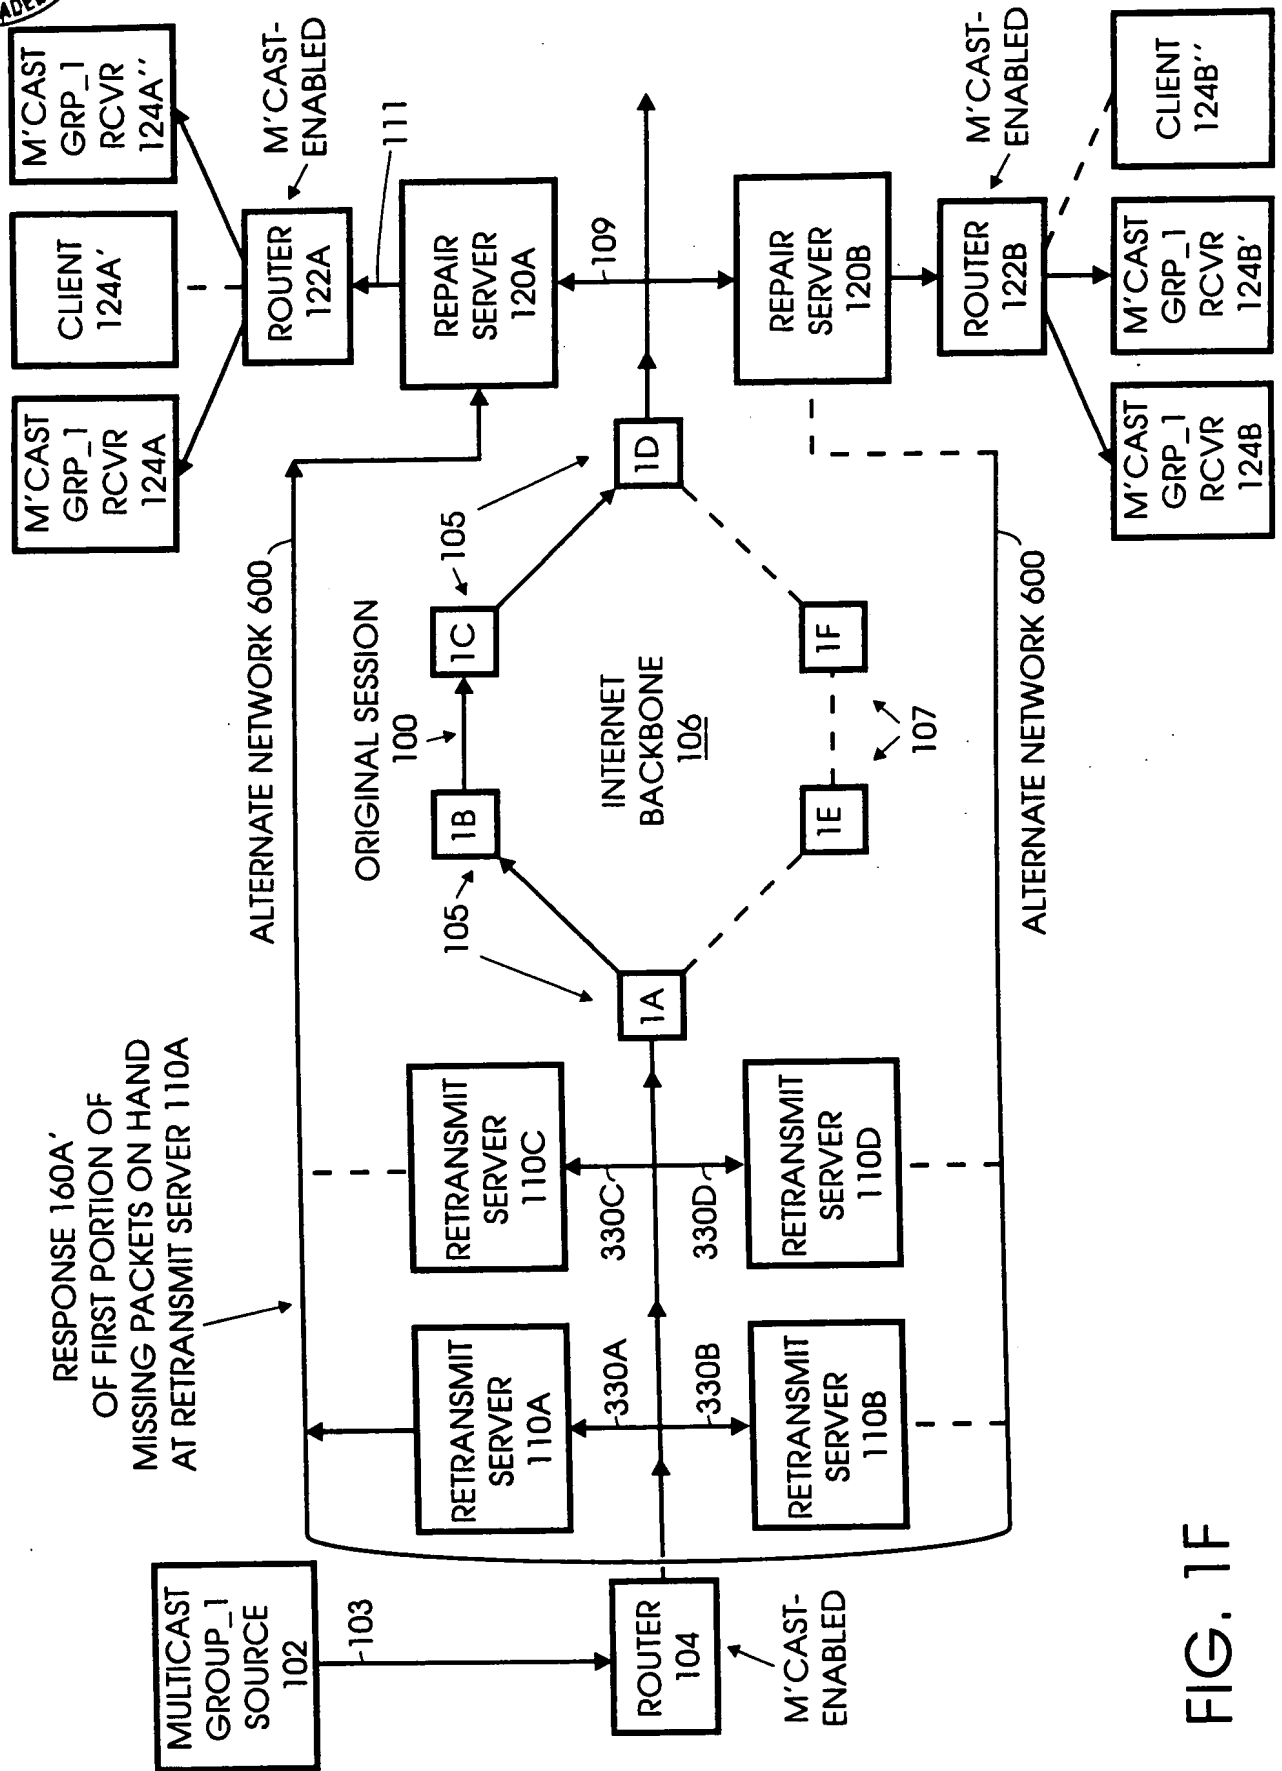 RESPONSE 160A'
OF FIRST PORTION OF
MISSING PACKETS ON HAND
AT RETRANSMIT SERVER 110A
MULTICAST
GROUP_1
SOURCE
102
103
ROUTER
104
M'CAST-
ENABLED
RETRANSMIT
SERVER
110A
330A
330B
RETRANSMIT
SERVER
110B
RETRANSMIT
SERVER
110C
330C
330D
RETRANSMIT
SERVER
110D
ALTERNATE NETWORK 600
ORIGINAL SESSION
100
105
1A
1B
1C
105
1D
INTERNET
BACKBONE
106
1E
1F
107
ALTERNATE NETWORK 600
M'CAST
GRP_1
RCVR
124A
CLIENT
124A'
M'CAST
GRP_1
RCVR
124A''
ROUTER
122A
M'CAST-
ENABLED
111
REPAIR
SERVER
120A
109
REPAIR
SERVER
120B
ROUTER
122B
M'CAST-
ENABLED
M'CAST
GRP_1
RCVR
124B
M'CAST
GRP_1
RCVR
124B'
CLIENT
124B''
FIG. 1F